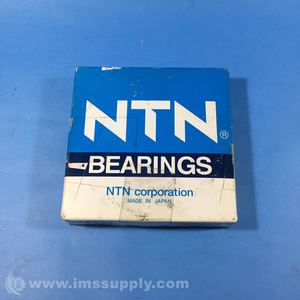 NTN®
BEARINGS
NTN corporation
MADE IN JAPAN
© www.imssupply.com